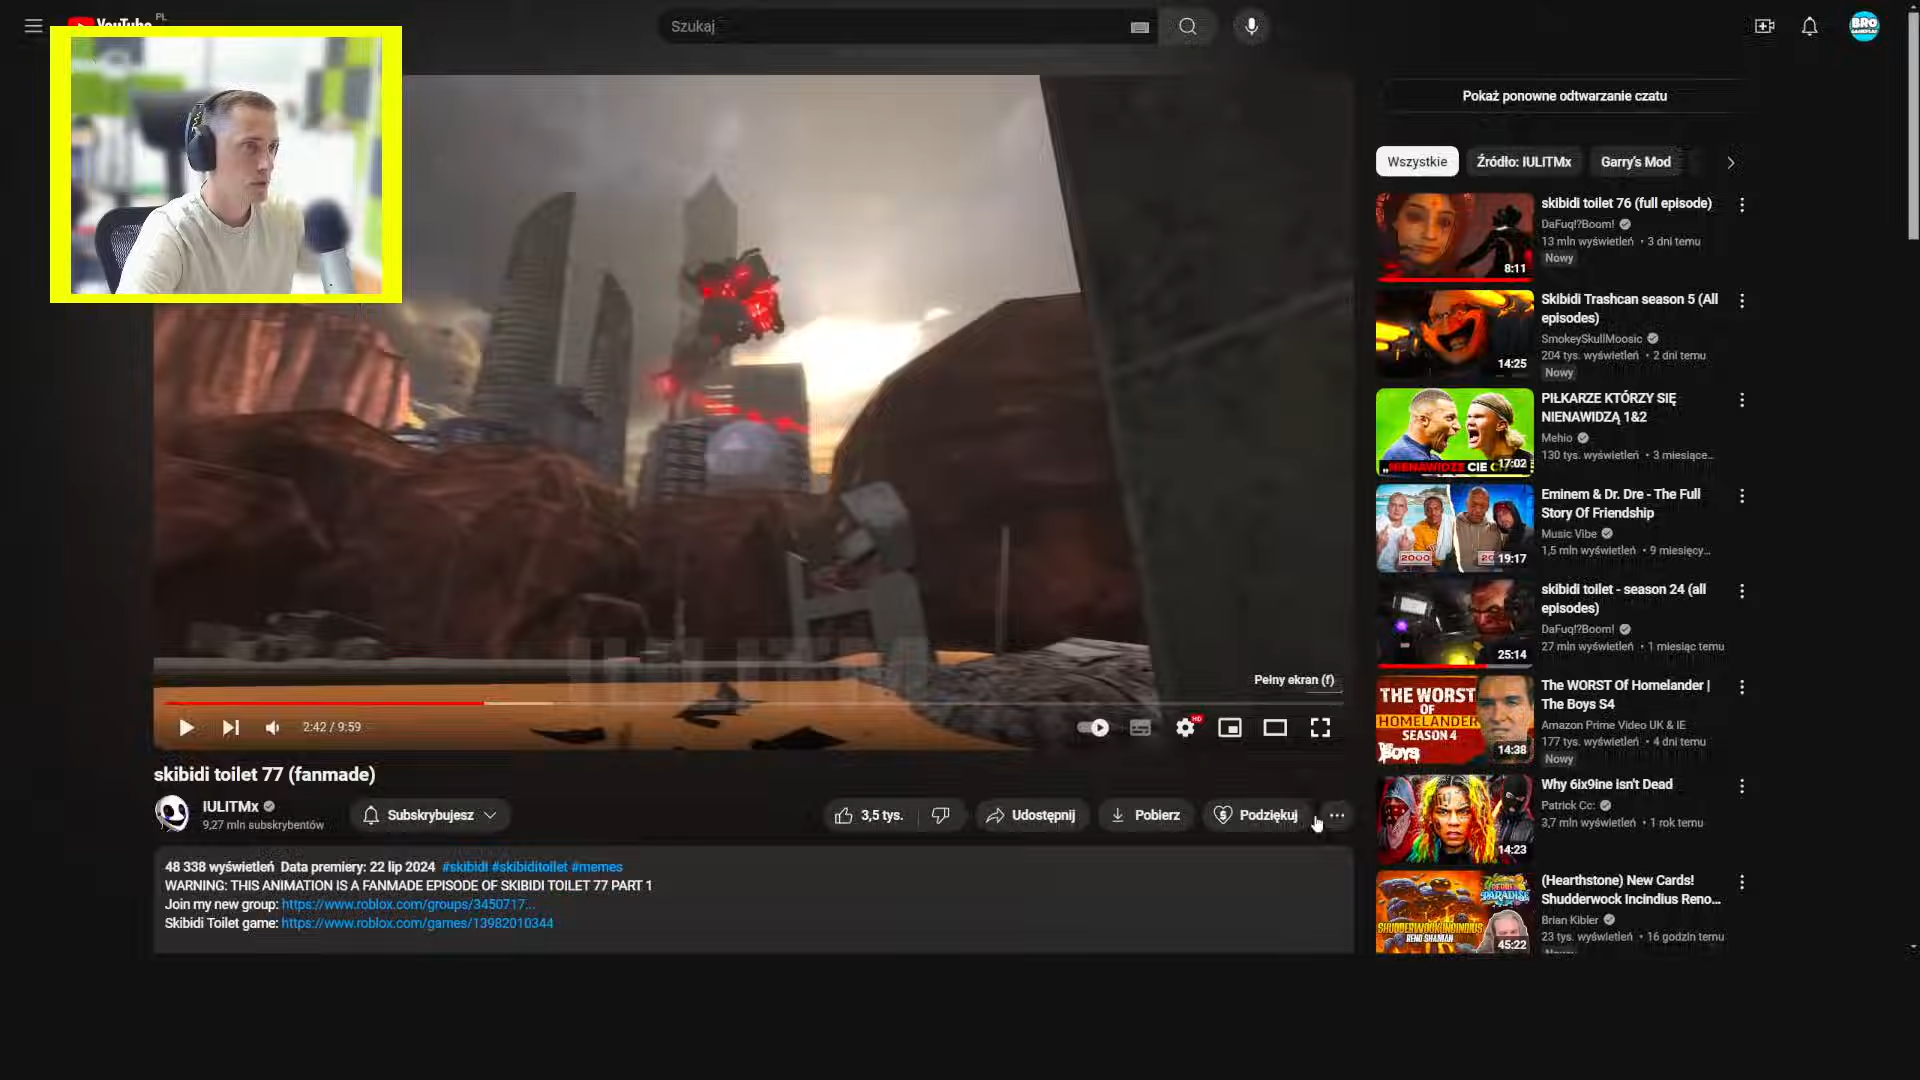 YouTube PL
Szukaj
BRO
Pokaż ponowne odtwarzanie czatu
Wszystkie
Źródło: IULITMx
Garry's Mod
skibidi toilet 76 (full episode)
DaFuq!?Boom!
13 mln wyświetleń • 3 dni temu
Nowy
8:11
Skibidi Trashcan season 5 (All
episodes)
SmokeySkullMoosic
204 tys. wyświetleń • 2 dni temu
Nowy
14:25
PIŁKARZE KTÓRZY SIĘ
NIENAWIDZĄ 1&2
Mehio
130 tys. wyświetleń • 3 miesiące...
17:02
Eminem & Dr. Dre - The Full
Story Of Friendship
Music Vibe
1,5 mln wyświetleń • 9 miesięcy...
2000
19:17
skibidi toilet - season 24 (all
episodes)
DaFuq!?Boom!
27 mln wyświetleń • 1 miesiąc temu
25:14
THE WORST
OF
HOMELANDER
SEASON 4
THE BOYS
14:38
The WORST Of Homelander |
The Boys S4
Amazon Prime Video UK & IE
177 tys. wyświetleń • 4 dni temu
Nowy
Why 6ix9ine isn't Dead
Patrick Cc:
3,7 mln wyświetleń • 1 rok temu
14:23
(Hearthstone) New Cards!
Shudderwock Incindius Reno...
Brian Kibler
23 tys. wyświetleń • 16 godzin temu
SHUDDERWOCK INCINDIUS
RENO SHAMAN
45:22
Pełny ekran (f)
2:42 / 9:59
HD
skibidi toilet 77 (fanmade)
IULITMx
9,27 mln subskrybentów
Subskrybujesz
3,5 tys.
Udostępnij
Pobierz
Podziękuj
48 338 wyświetleń Data premiery: 22 lip 2024 #skibidi #skibiditoilet #memes
WARNING: THIS ANIMATION IS A FANMADE EPISODE OF SKIBIDI TOILET 77 PART 1
Join my new group: https://www.roblox.com/groups/3450717...
Skibidi Toilet game: https://www.roblox.com/games/13982010344